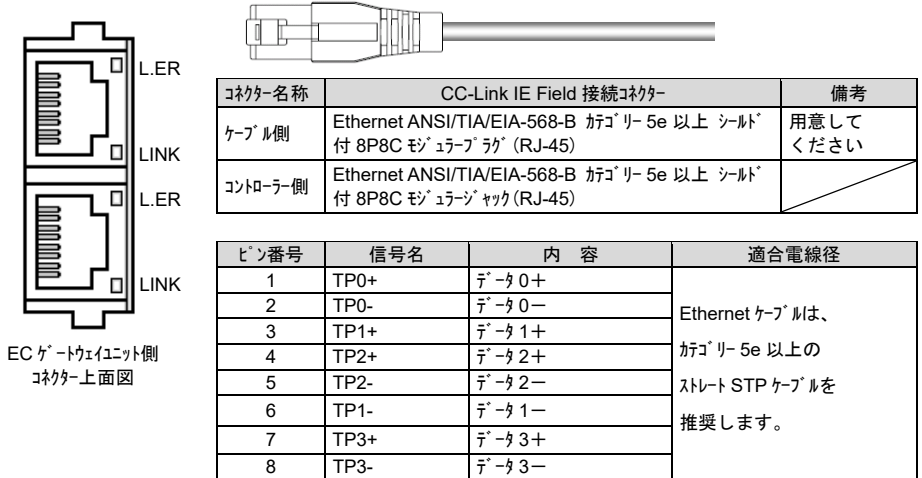 L.ER
LINK
L.ER
LINK
ECｹﾞｰﾄｳｪｲﾕﾆｯﾄ側
ｺﾈｸﾀｰ上面図
ｺﾈｸﾀｰ名称 CC-Link IE Field 接続ｺﾈｸﾀｰ 備考
ｹｰﾌﾞﾙ側 Ethernet ANSI/TIA/EIA-568-B ｶﾃｺﾞﾘｰ 5e 以上 ｼｰﾙﾄﾞ 用意して
付 8P8C ﾓｼﾞｭﾗｰﾌﾟﾗｸﾞ(RJ-45) ください
ｺﾝﾄﾛｰﾗｰ側 Ethernet ANSI/TIA/EIA-568-B ｶﾃｺﾞﾘｰ 5e 以上 ｼｰﾙﾄﾞ
付 8P8C ﾓｼﾞｭﾗｰｼﾞｬｯｸ(RJ-45)
ﾋﾟﾝ番号 信号名 内 容 適合電線径
1 TP0+ ﾃﾞｰﾀ 0＋
2 TP0- ﾃﾞｰﾀ 0－
3 TP1+ ﾃﾞｰﾀ 1＋
4 TP2+ ﾃﾞｰﾀ 2＋
5 TP2- ﾃﾞｰﾀ 2－
6 TP1- ﾃﾞｰﾀ 1－
7 TP3+ ﾃﾞｰﾀ 3＋
8 TP3- ﾃﾞｰﾀ 3－
Ethernet ｹｰﾌﾞﾙは、
ｶﾃｺﾞﾘｰ 5e 以上の
ｽﾄﾚｰﾄ STP ｹｰﾌﾞﾙを
推奨します。